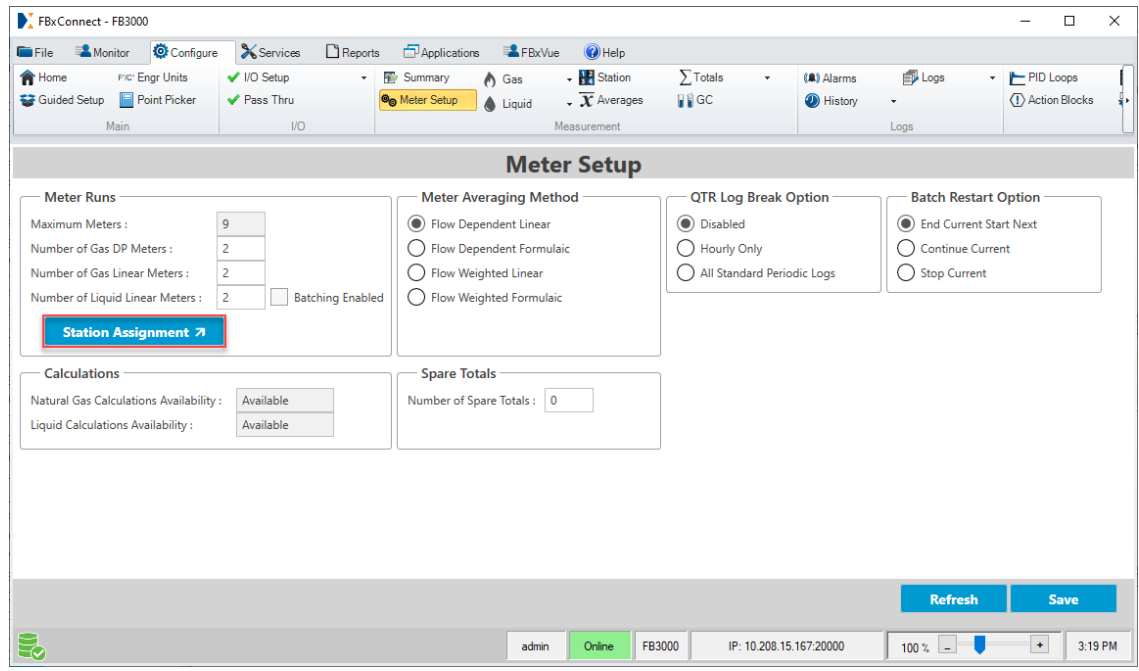 FBxConnect - FB3000
File Monitor Configure Services Reports Applications FBxVue Help
Home Engr Units I/O Setup Summary Gas Station Totals Alarms Logs PID Loops
Guided Setup Point Picker Pass Thru Meter Setup Liquid Averages GC History Action Blocks
Main I/O Measurement Logs
Meter Setup
Meter Runs
Maximum Meters : 9
Number of Gas DP Meters : 2
Number of Gas Linear Meters : 2
Number of Liquid Linear Meters : 2 Batching Enabled
Station Assignment
Meter Averaging Method
Flow Dependent Linear
Flow Dependent Formulaic
Flow Weighted Linear
Flow Weighted Formulaic
QTR Log Break Option
Disabled
Hourly Only
All Standard Periodic Logs
Batch Restart Option
End Current Start Next
Continue Current
Stop Current
Calculations
Natural Gas Calculations Availability : Available
Liquid Calculations Availability : Available
Spare Totals
Number of Spare Totals : 0
Refresh Save
admin Online FB3000 IP: 10.208.15.167:20000 100 % - + 3:19 PM